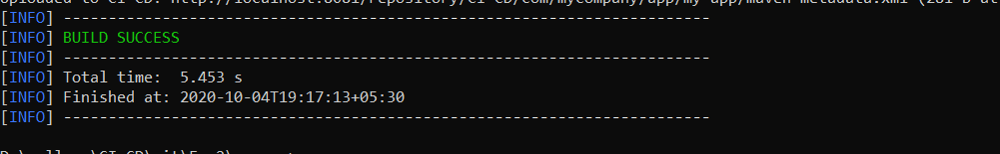 Uploaded to CI-CD: http://localhost:8081/repository/CI-CD/com/mycompany/app/my-app/maven-metadata.xml (281 B at
[INFO] ------------------------------------------------------------------------
[INFO] BUILD SUCCESS
[INFO] ------------------------------------------------------------------------
[INFO] Total time:  5.453 s
[INFO] Finished at: 2020-10-04T19:17:13+05:30
[INFO] ------------------------------------------------------------------------